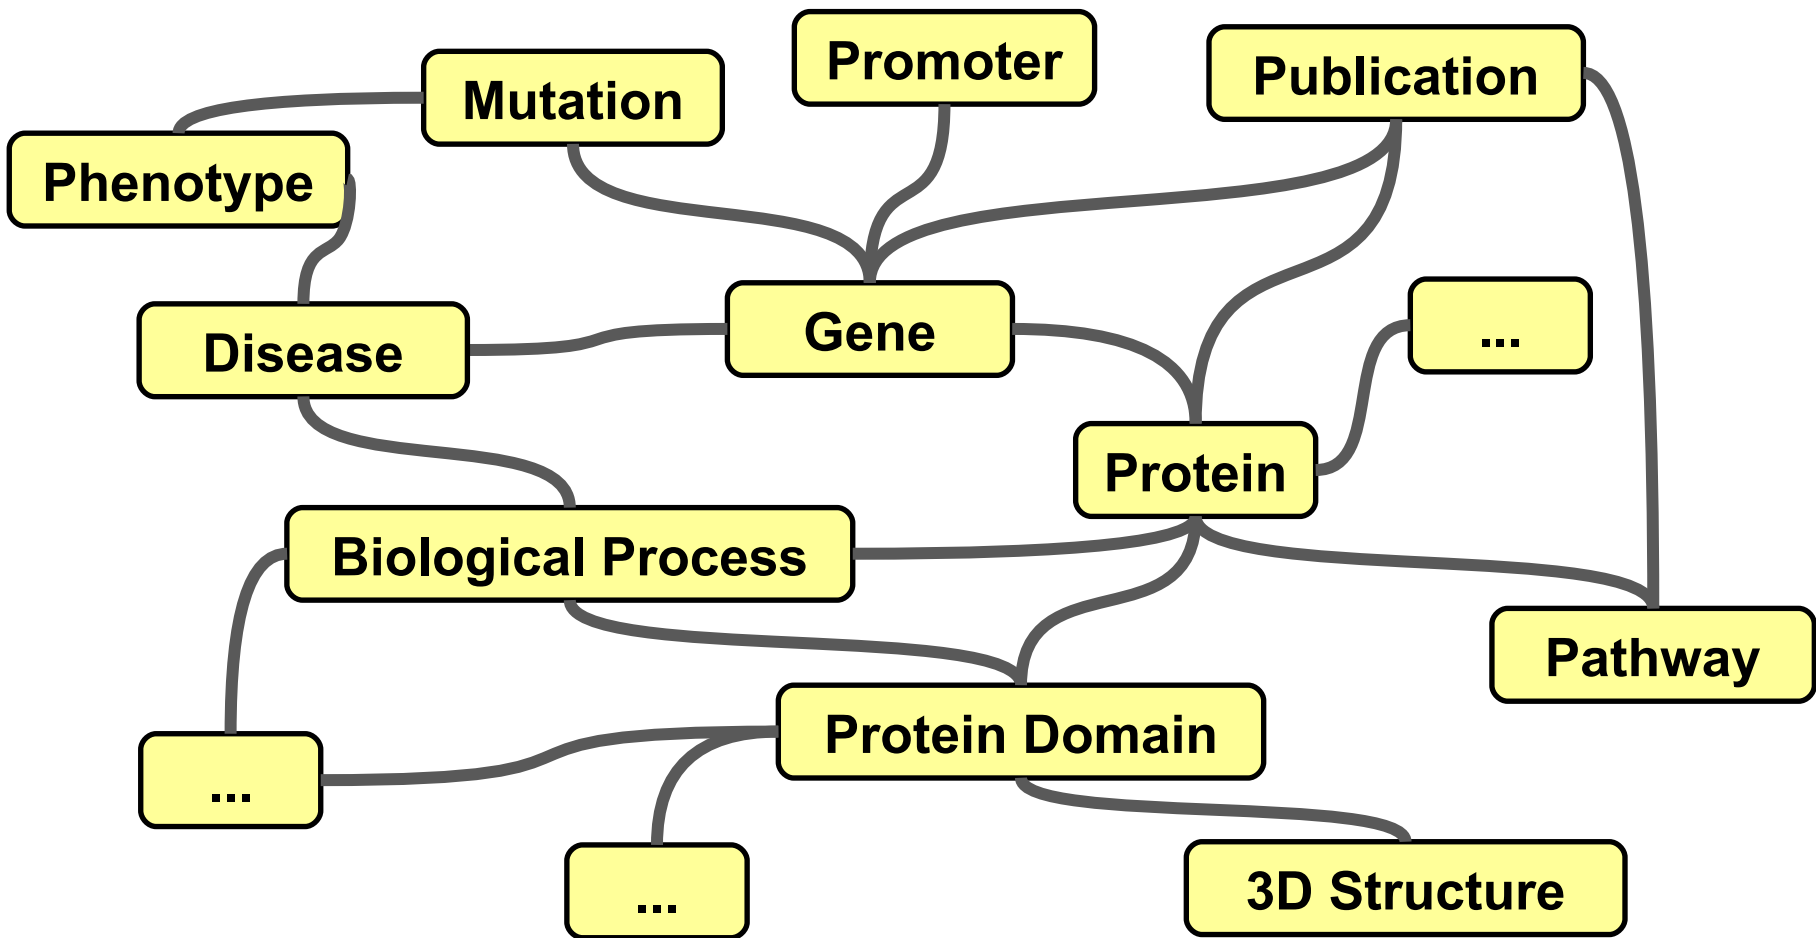 Promoter
Publication
Mutation
Phenotype
Gene
...
Disease
Protein
Biological Process
Pathway
Protein Domain
...
3D Structure
...